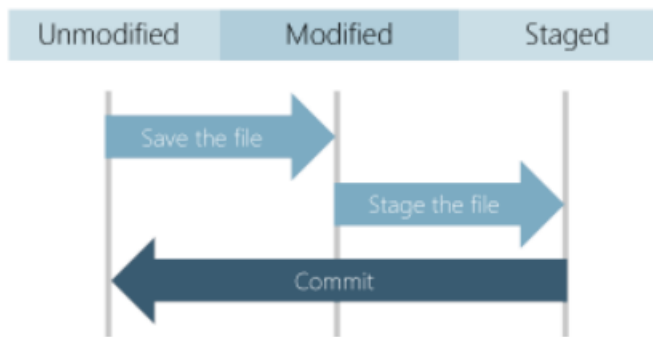 Unmodified Modified Staged
Save the file
Stage the file
Commit